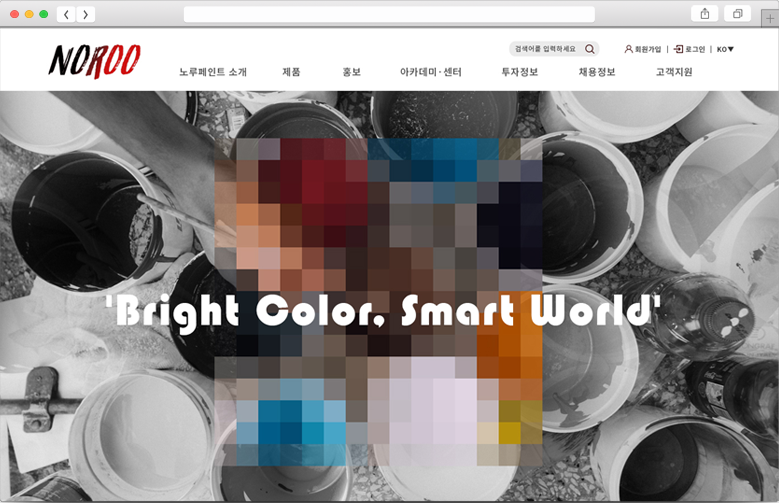 NOROO
검색어를 입력하세요
회원가입 | 로그인 | KO▼
노루페인트 소개 제품 홍보 아카데미·센터 투자정보 채용정보 고객지원
'Bright Color, Smart World'